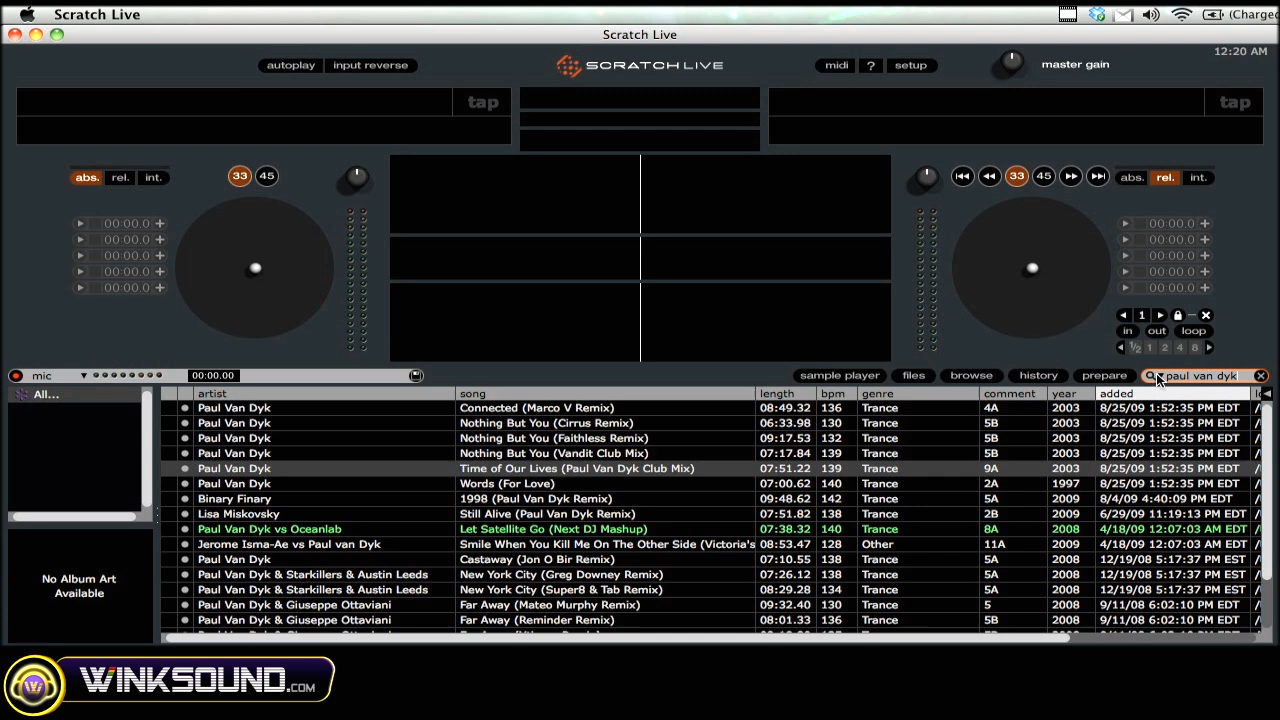 Scratch Live (Charged
Scratch Live
12:20 AM
autoplay input reverse SCRATCH LIVE midi ? setup master gain
tap tap
abs. rel. int. 33 45 33 45 abs. rel. int.
00:00.0 00:00.0
00:00.0 00:00.0
00:00.0 00:00.0
00:00.0 00:00.0
00:00.0 00:00.0
1
in out loop
1/2 1 2 4 8
mic 00:00.00 sample player files browse history prepare paul van dyk
All... artist song length bpm genre comment year added
Paul Van Dyk Connected (Marco V Remix) 08:49.32 136 Trance 4A 2003 8/25/09 1:52:35 PM EDT
Paul Van Dyk Nothing But You (Cirrus Remix) 06:33.98 130 Trance 5B 2003 8/25/09 1:52:35 PM EDT
Paul Van Dyk Nothing But You (Faithless Remix) 09:17.53 132 Trance 5B 2003 8/25/09 1:52:35 PM EDT
Paul Van Dyk Nothing But You (Vandit Club Mix) 07:17.84 139 Trance 5B 2003 8/25/09 1:52:35 PM EDT
Paul Van Dyk Time of Our Lives (Paul Van Dyk Club Mix) 07:51.22 139 Trance 9A 2003 8/25/09 1:52:35 PM EDT
Paul Van Dyk Words (For Love) 07:00.62 140 Trance 2A 1997 8/25/09 1:52:35 PM EDT
Binary Finary 1998 (Paul Van Dyk Remix) 09:48.62 142 Trance 5A 2009 8/4/09 4:40:09 PM EDT
Lisa Miskovsky Still Alive (Paul Van Dyk Remix) 07:51.82 138 Trance 2B 2009 6/29/09 11:19:13 PM EDT
Paul Van Dyk vs Oceanlab Let Satellite Go (Next DJ Mashup) 07:38.32 140 Trance 8A 2008 4/18/09 12:07:03 AM EDT
Jerome Isma-Ae vs Paul van Dyk Smile When You Kill Me On The Other Side (Victoria's 08:53.47 128 Other 11A 2009 4/18/09 12:07:03 AM EDT
Paul Van Dyk Castaway (Jon O Bir Remix) 07:10.55 138 Trance 5A 2008 12/19/08 5:17:37 PM EST
Paul Van Dyk & Starkillers & Austin Leeds New York City (Greg Downey Remix) 07:26.12 138 Trance 5A 2008 12/19/08 5:17:37 PM EST
Paul Van Dyk & Starkillers & Austin Leeds New York City (Super8 & Tab Remix) 08:29.28 134 Trance 5A 2008 12/19/08 5:17:37 PM EST
Paul Van Dyk & Giuseppe Ottaviani Far Away (Mateo Murphy Remix) 09:32.40 130 Trance 5 2008 9/11/08 6:02:10 PM EDT
Paul Van Dyk & Giuseppe Ottaviani Far Away (Reminder Remix) 08:01.33 136 Trance 5A 2008 9/11/08 6:02:10 PM EDT
No Album Art
Available
WINKSOUND.COM